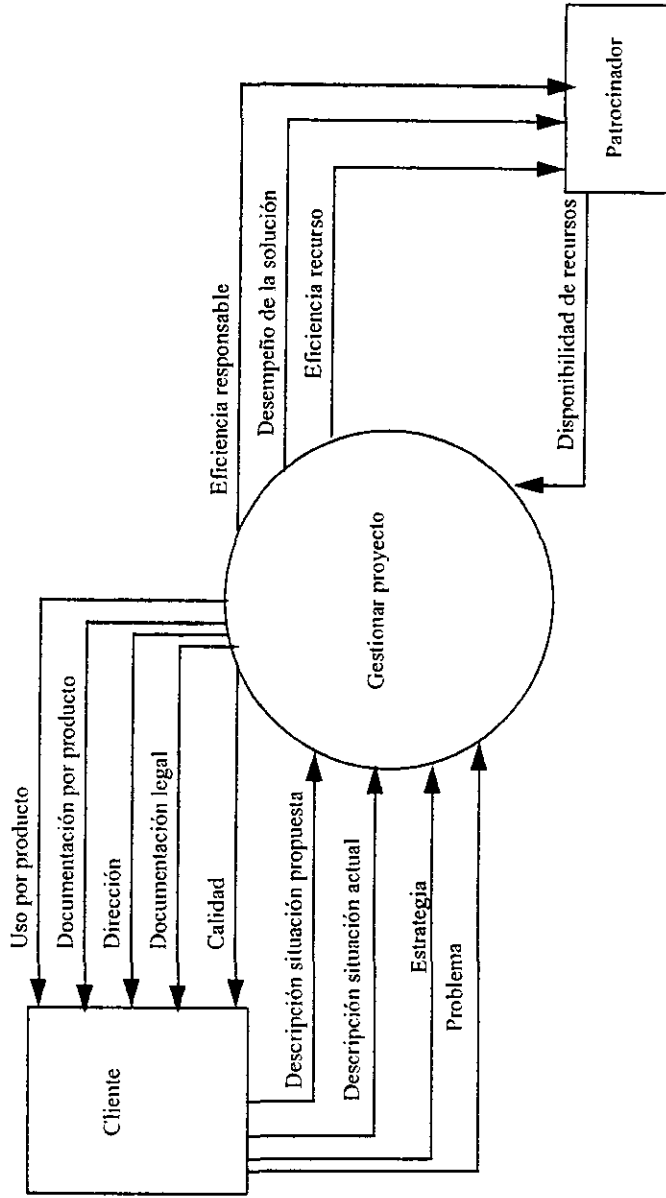 Uso por producto
Documentación por producto
Dirección
Documentación legal
Calidad
Cliente
Descripción situación propuesta
Descripción situación actual
Estrategia
Problema
Gestionar proyecto
Eficiencia responsable
Desempeño de la solución
Eficiencia recurso
Disponibilidad de recursos
Patrocinador